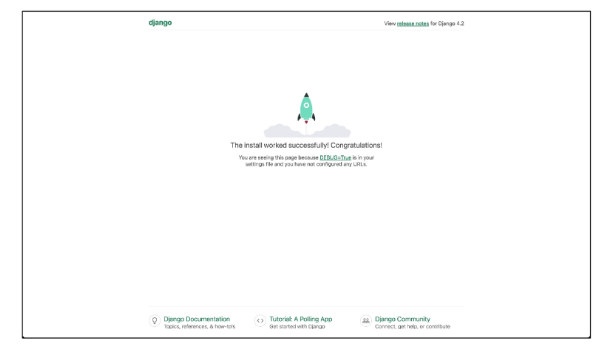 django
View release notes for Django 4.2
The install worked successfully! Congratulations!
You are seeing this page because DEBUG=True is in your
settings file and you have not configured any URLs.
Django Documentation
Topics, references, & how-to's
Tutorial: A Polling App
Get started with Django
Django Community
Connect, get help, or contribute